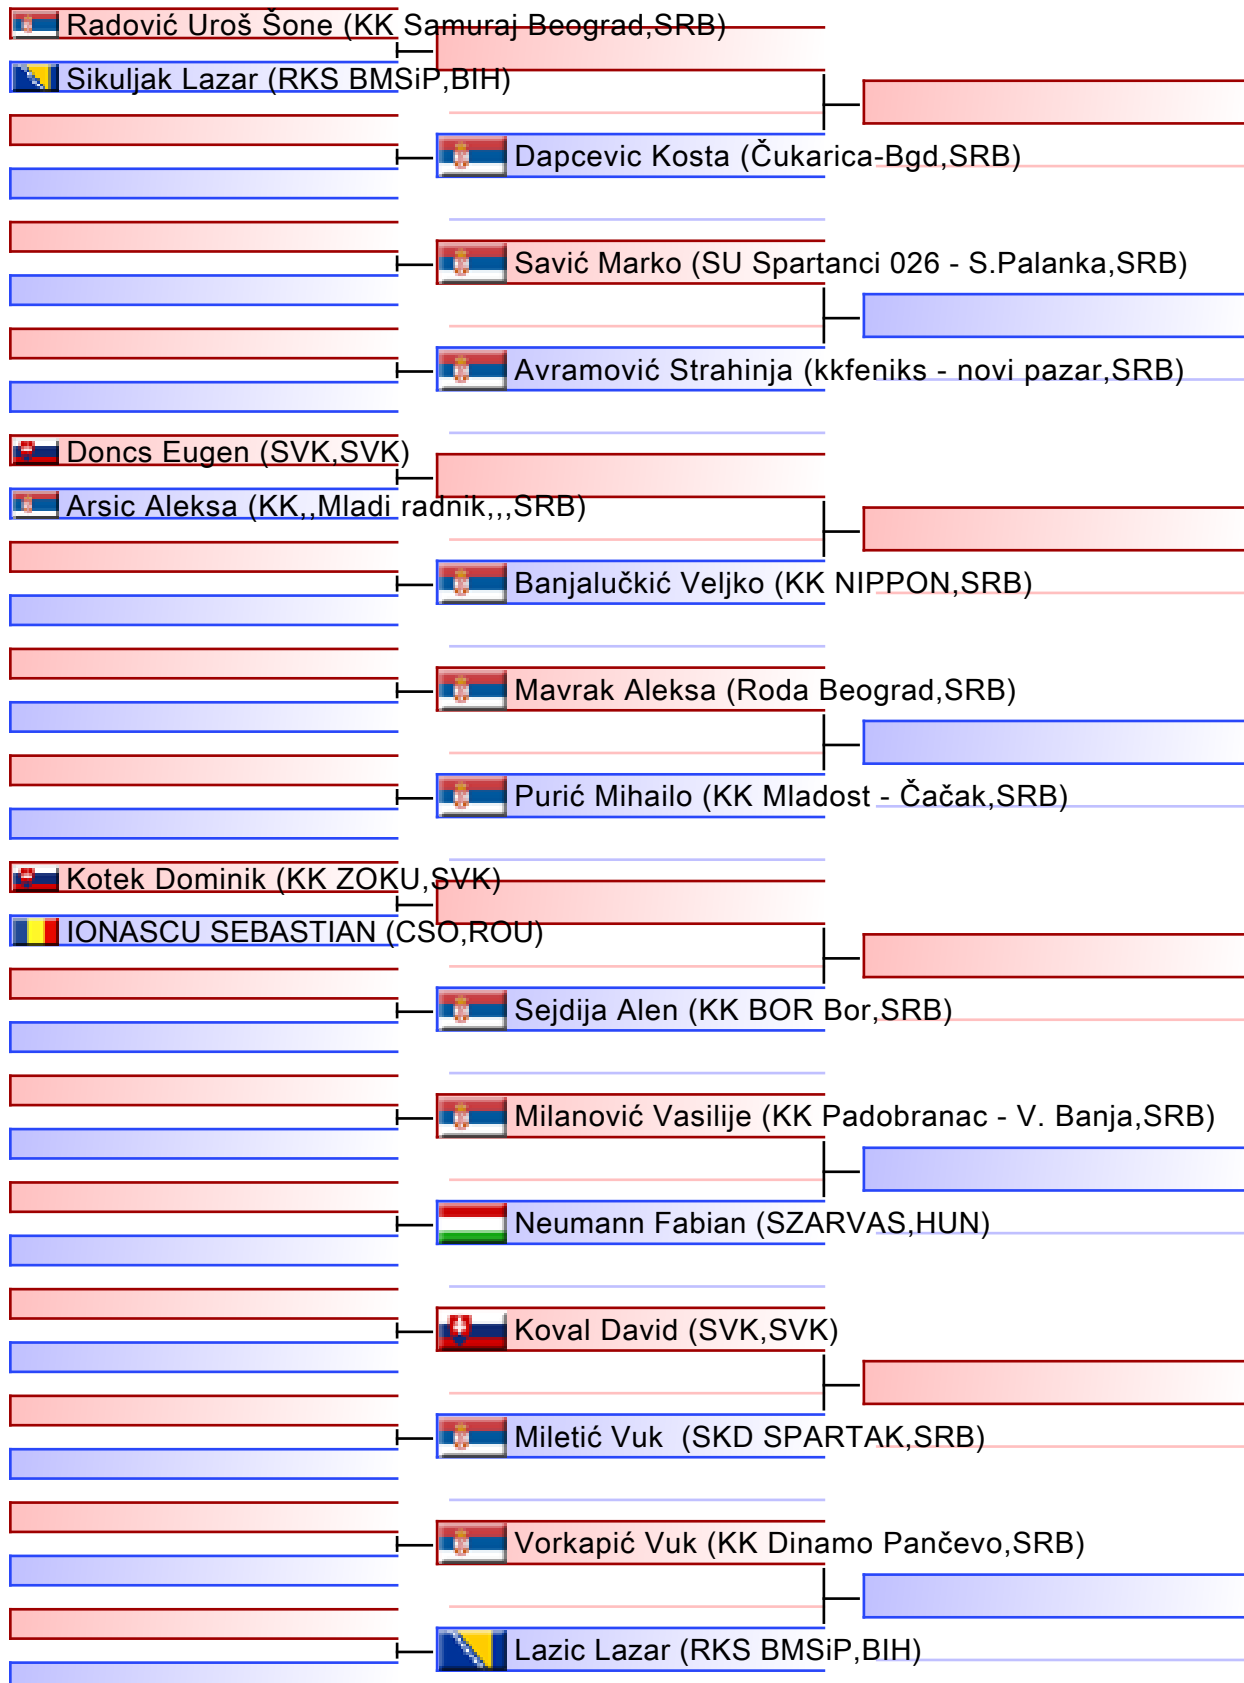 Radović Uroš Šone (KK Samuraj Beograd,SRB)
Sikuljak Lazar (RKS BMSiP,BIH)
Dapcevic Kosta (Čukarica-Bgd,SRB)
Savić Marko (SU Spartanci 026 - S.Palanka,SRB)
Avramović Strahinja (kkfeniks - novi pazar,SRB)
Doncs Eugen (SVK,SVK)
Arsic Aleksa (KK,,Mladi radnik,,,SRB)
Banjalučkić Veljko (KK NIPPON,SRB)
Mavrak Aleksa (Roda Beograd,SRB)
Purić Mihailo (KK Mladost - Čačak,SRB)
Kotek Dominik (KK ZOKU,SVK)
IONASCU SEBASTIAN (CSO,ROU)
Sejdija Alen (KK BOR Bor,SRB)
Milanović Vasilije (KK Padobranac - V. Banja,SRB)
Neumann Fabian (SZARVAS,HUN)
Koval David (SVK,SVK)
Miletić Vuk  (SKD SPARTAK,SRB)
Vorkapić Vuk (KK Dinamo Pančevo,SRB)
Lazic Lazar (RKS BMSiP,BIH)